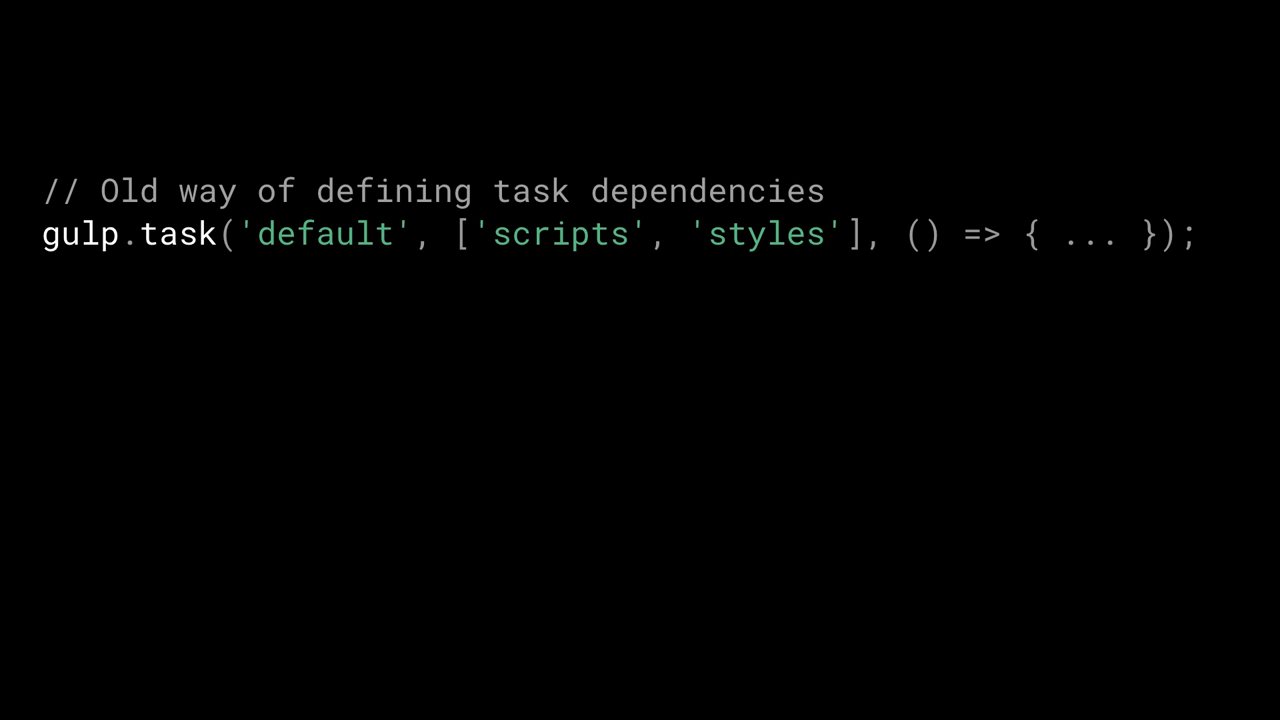 // Old way of defining task dependencies
gulp.task('default', ['scripts', 'styles'], () => { ... });